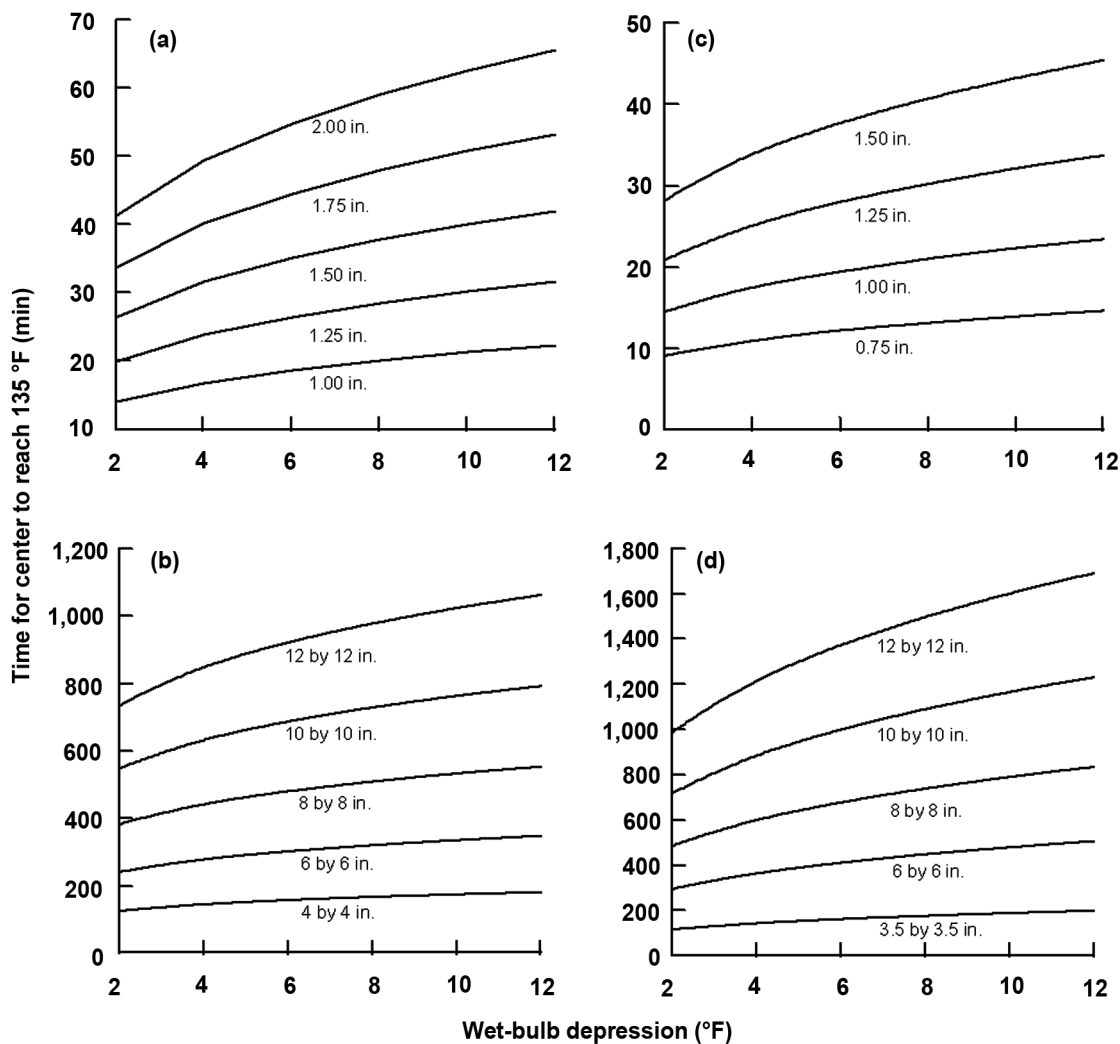 Time for center to reach 135 °F (min)
(a)
70
60
50
40
30
20
10
2.00 in.
1.75 in.
1.50 in.
1.25 in.
1.00 in.
2 4 6 8 10 12
(c)
50
40
30
20
10
0
1.50 in.
1.25 in.
1.00 in.
0.75 in.
2 4 6 8 10 12
(b)
1,200
1,000
800
600
400
200
0
12 by 12 in.
10 by 10 in.
8 by 8 in.
6 by 6 in.
4 by 4 in.
2 4 6 8 10 12
(d)
1,800
1,600
1,400
1,200
1,000
800
600
400
200
0
12 by 12 in.
10 by 10 in.
8 by 8 in.
6 by 6 in.
3.5 by 3.5 in.
2 4 6 8 10 12
Wet-bulb depression (°F)